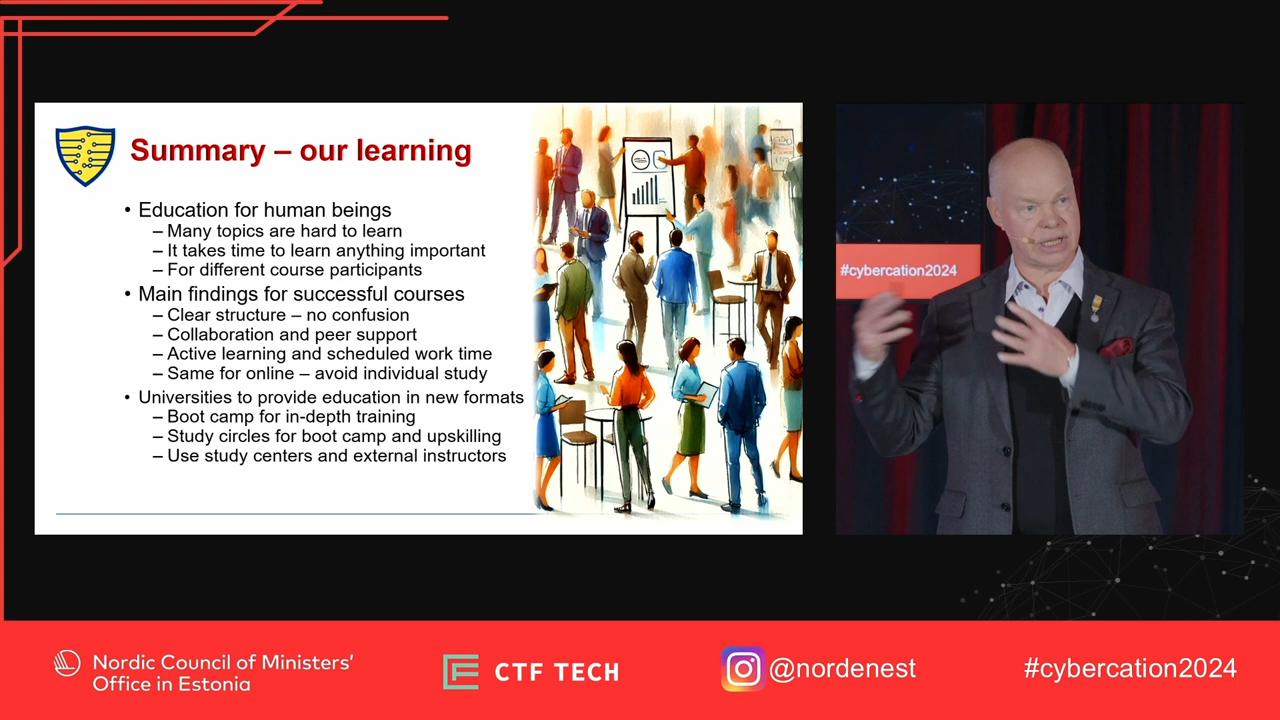 Summary – our learning
• Education for human beings
– Many topics are hard to learn
– It takes time to learn anything important
– For different course participants
• Main findings for successful courses
– Clear structure – no confusion
– Collaboration and peer support
– Active learning and scheduled work time
– Same for online – avoid individual study
• Universities to provide education in new formats
– Boot camp for in-depth training
– Study circles for boot camp and upskilling
– Use study centers and external instructors
#cybercation2024
Nordic Council of Ministers'
Office in Estonia
CTF TECH
@nordenest
#cybercation2024